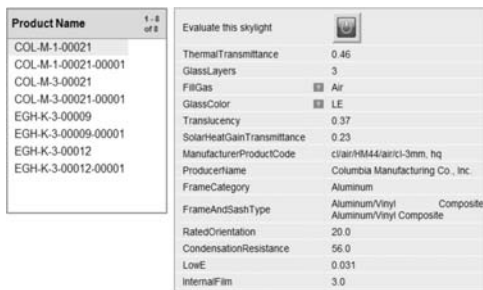 Product Name
1 - 8 of 8
COL-M-1-00021
COL-M-1-00021-00001
COL-M-3-00021
COL-M-3-00021-00001
EGH-K-3-00009
EGH-K-3-00009-00001
EGH-K-3-00012
EGH-K-3-00012-00001
Evaluate this skylight
ThermalTransmittance 0.46
GlassLayers 3
FillGas ? Air
GlassColor ? LE
Translucency 0.37
SolarHeatGainTransmittance 0.23
ManufacturerProductCode cl/air/HM44/air/cl-3mm, hq
ProducerName Columbia Manufacturing Co., Inc.
FrameCategory Aluminum
FrameAndSashType Aluminum/Vinyl Composite
Aluminum/Vinyl Composite
RatedOrientation 20.0
CondensationResistance 56.0
LowE 0.031
InternalFilm 3.0